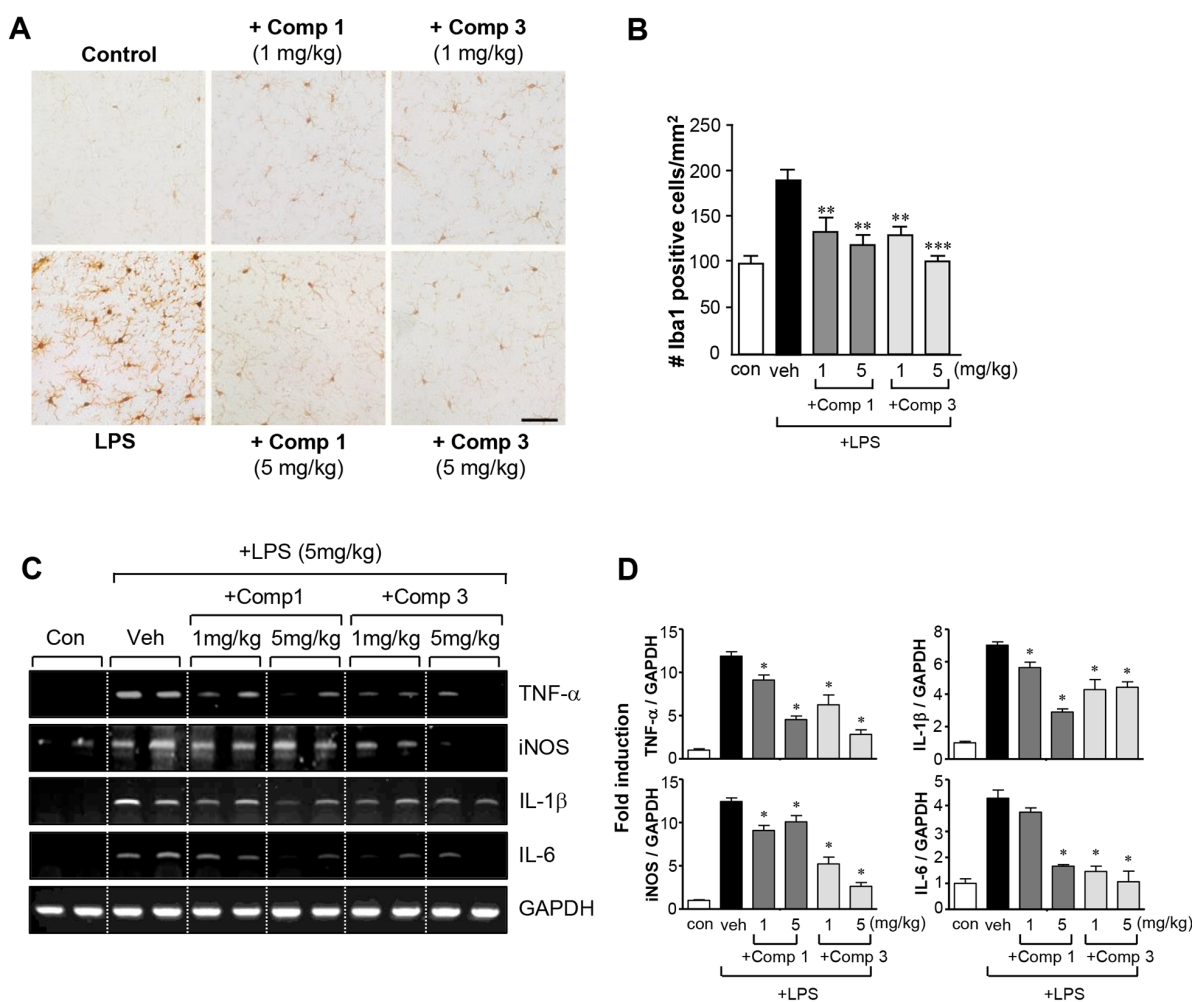 A
+ Comp 1
(1 mg/kg)
+ Comp 3
(1 mg/kg)
Control
LPS
+ Comp 1
(5 mg/kg)
+ Comp 3
(5 mg/kg)
B
# Iba1 positive cells/mm²
250
200
150
100
50
0
** ** ** ***
con veh 1 5 1 5 (mg/kg)
+Comp 1 +Comp 3
+LPS
C
+LPS (5mg/kg)
+Comp1 +Comp 3
Con Veh 1mg/kg 5mg/kg 1mg/kg 5mg/kg
TNF-α
iNOS
IL-1β
IL-6
GAPDH
D
Fold induction
TNF-α / GAPDH
15
10
5
0
* * * *
IL-1β / GAPDH
8
6
4
2
0
* * * *
iNOS / GAPDH
15
10
5
0
* * * *
con veh 1 5 1 5 (mg/kg)
+Comp 1 +Comp 3
+LPS
IL-6 / GAPDH
5
4
3
2
1
0
* * *
con veh 1 5 1 5 (mg/kg)
+Comp 1 +Comp 3
+LPS